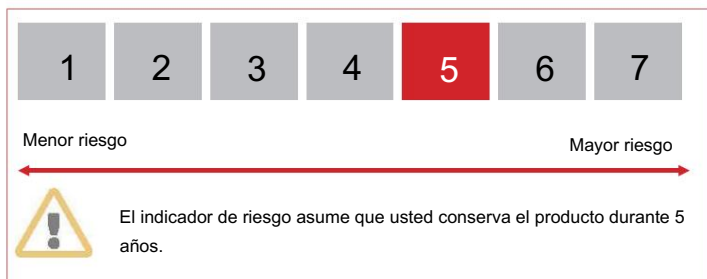 1 2 3 4 5 6 7
Menor riesgo
Mayor riesgo
El indicador de riesgo asume que usted conserva el producto durante 5
años.